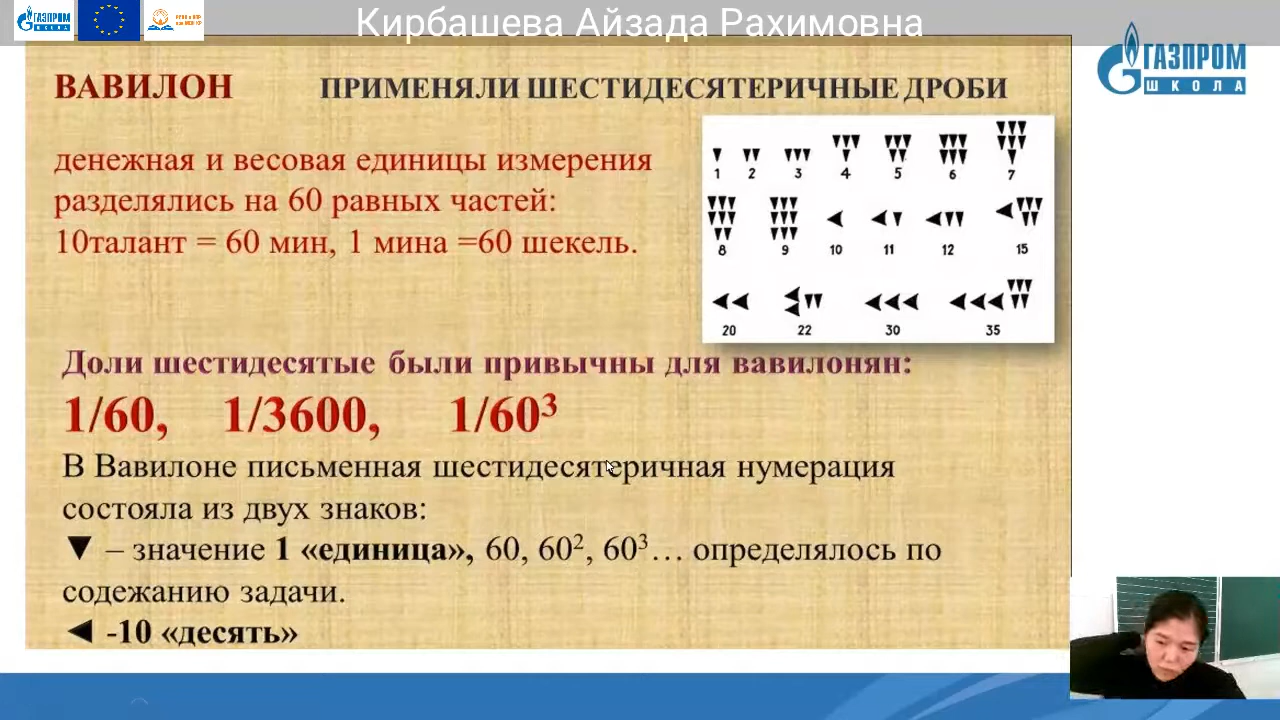 ГАЗПРОМ
ШКОЛА
Кирбашева Айзада Рахимовна
ГАЗПРОМ
ШКОЛА
ВАВИЛОН ПРИМЕНЯЛИ ШЕСТИДЕСЯТЕРИЧНЫЕ ДРОБИ
денежная и весовая единицы измерения
разделялись на 60 равных частей:
10талант = 60 мин, 1 мина =60 шекель.
1 2 3 4 5 6 7
8 9 10 11 12 15
20 22 30 35
Доли шестидесятые были привычны для вавилонян:
1/60, 1/3600, 1/60³
В Вавилоне письменная шестидесятеричная нумерация
состояла из двух знаков:
▼ – значение 1 «единица», 60, 60², 60³… определялось по
содежанию задачи.
◄ -10 «десять»